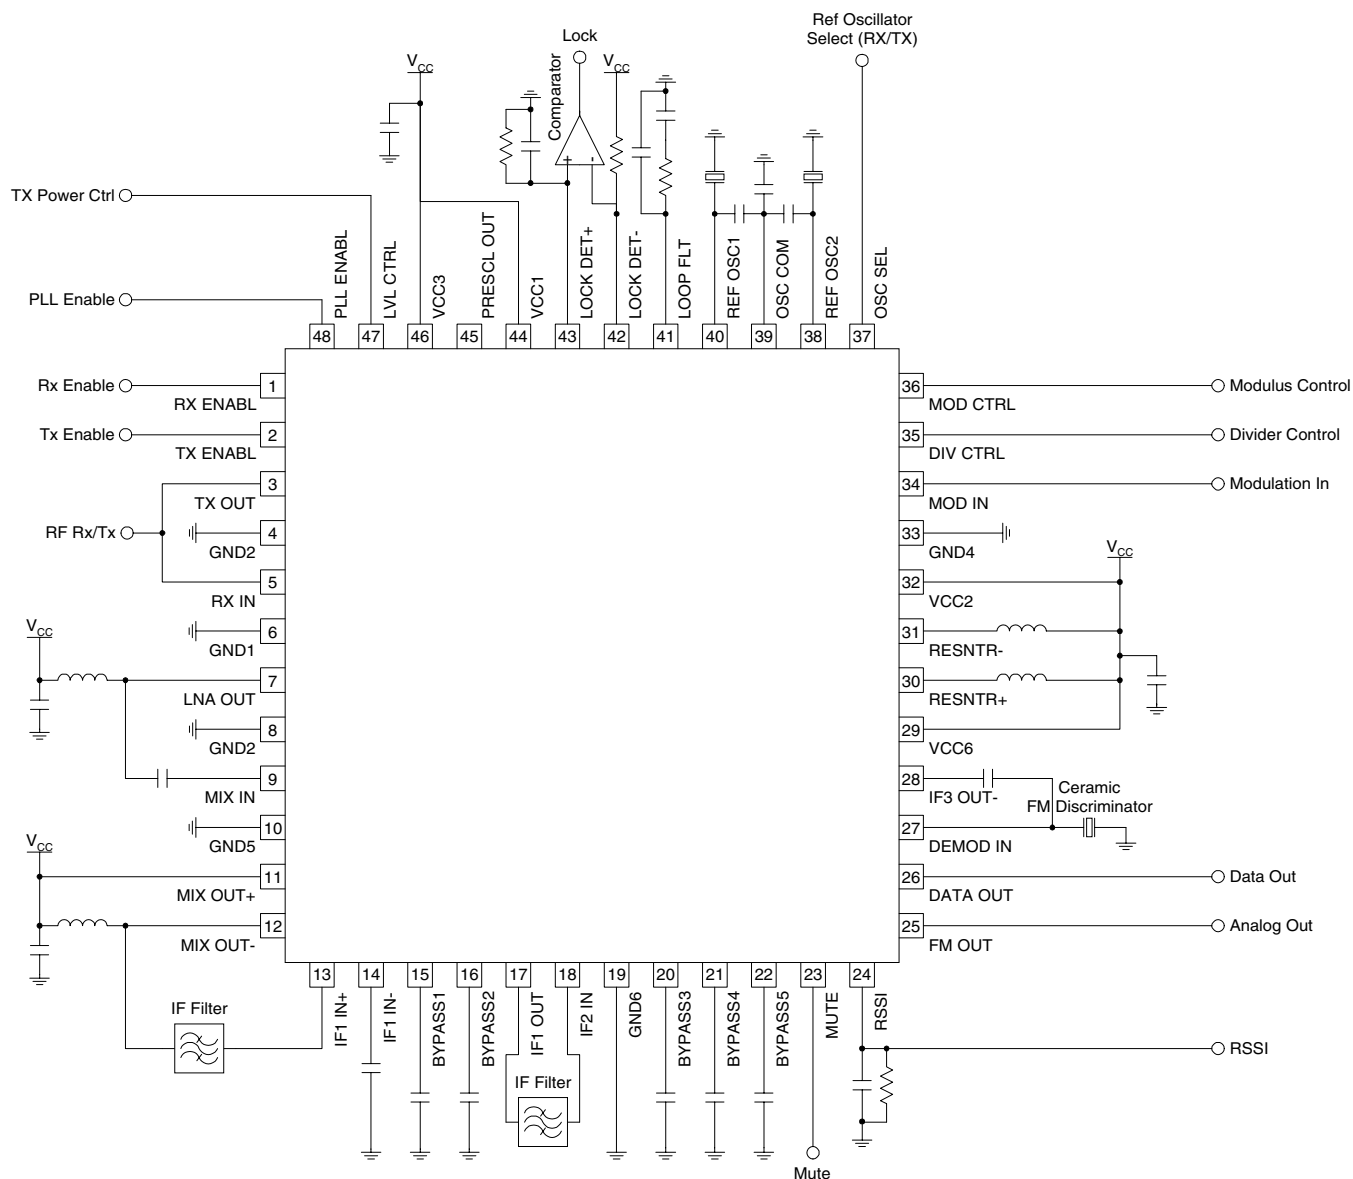 Ref Oscillator
Select (RX/TX)
Lock
VCC
Comparator
VCC
+
-
TX Power Ctrl
PLL Enable
PLL ENABL
LVL CTRL
VCC3
PRESCL OUT
VCC1
LOCK DET+
LOCK DET-
LOOP FLT
REF OSC1
OSC COM
REF OSC2
OSC SEL
48
47
46
45
44
43
42
41
40
39
38
37
Rx Enable
1
RX ENABL
Tx Enable
2
TX ENABL
3
TX OUT
RF Rx/Tx
4
GND2
5
RX IN
6
GND1
VCC
7
LNA OUT
8
GND2
9
MIX IN
10
GND5
VCC
11
MIX OUT+
12
MIX OUT-
36
MOD CTRL
Modulus Control
35
DIV CTRL
Divider Control
34
MOD IN
Modulation In
33
GND4
VCC
32
VCC2
31
RESNTR-
30
RESNTR+
29
VCC6
28
IF3 OUT-
Ceramic
FM Discriminator
27
DEMOD IN
26
DATA OUT
Data Out
25
FM OUT
Analog Out
13
14
15
16
17
18
19
20
21
22
23
24
IF1 IN+
IF1 IN-
BYPASS1
BYPASS2
IF1 OUT
IF2 IN
GND6
BYPASS3
BYPASS4
BYPASS5
MUTE
RSSI
IF Filter
IF Filter
RSSI
Mute